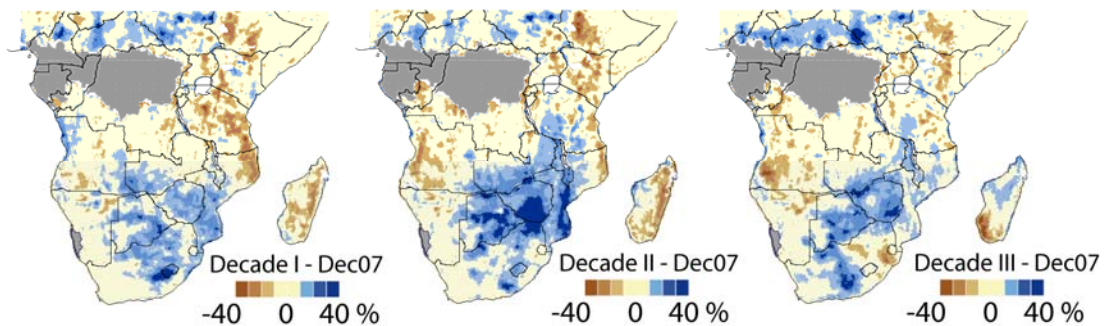 Decade I - Dec07
-40 0 40 %
Decade II - Dec07
-40 0 40 %
Decade III - Dec07
-40 0 40 %